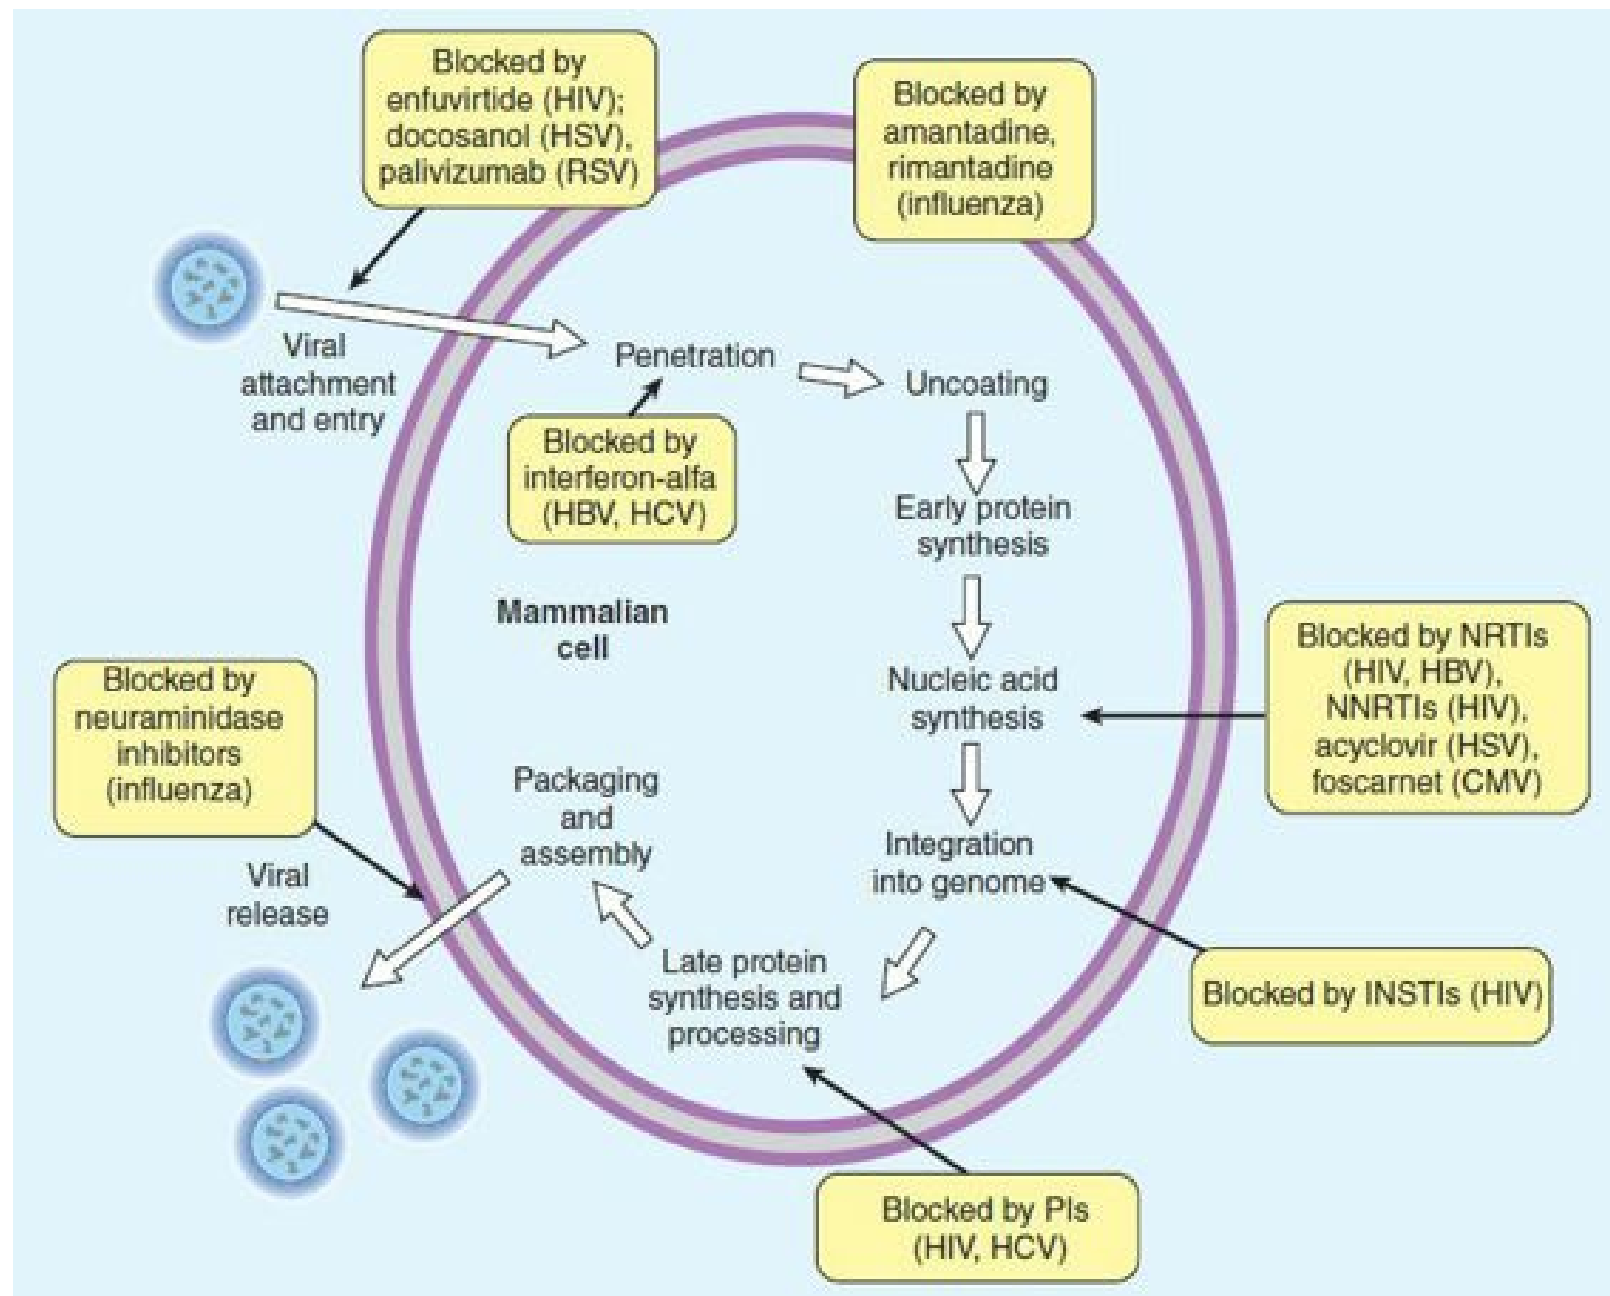 Blocked by
enfuvirtide (HIV);
docosanol (HSV),
palivizumab (RSV)
Blocked by
amantadine,
rimantadine
(influenza)
Viral
attachment
and entry
Penetration
Uncoating
Blocked by
interferon-alfa
(HBV, HCV)
Early protein
synthesis
Mammalian
cell
Nucleic acid
synthesis
Blocked by NRTIs
(HIV, HBV),
NNRTIs (HIV),
acyclovir (HSV),
foscarnet (CMV)
Blocked by
neuraminidase
inhibitors
(influenza)
Packaging
and
assembly
Integration
into genome
Viral
release
Late protein
synthesis and
processing
Blocked by INSTIs (HIV)
Blocked by PIs
(HIV, HCV)